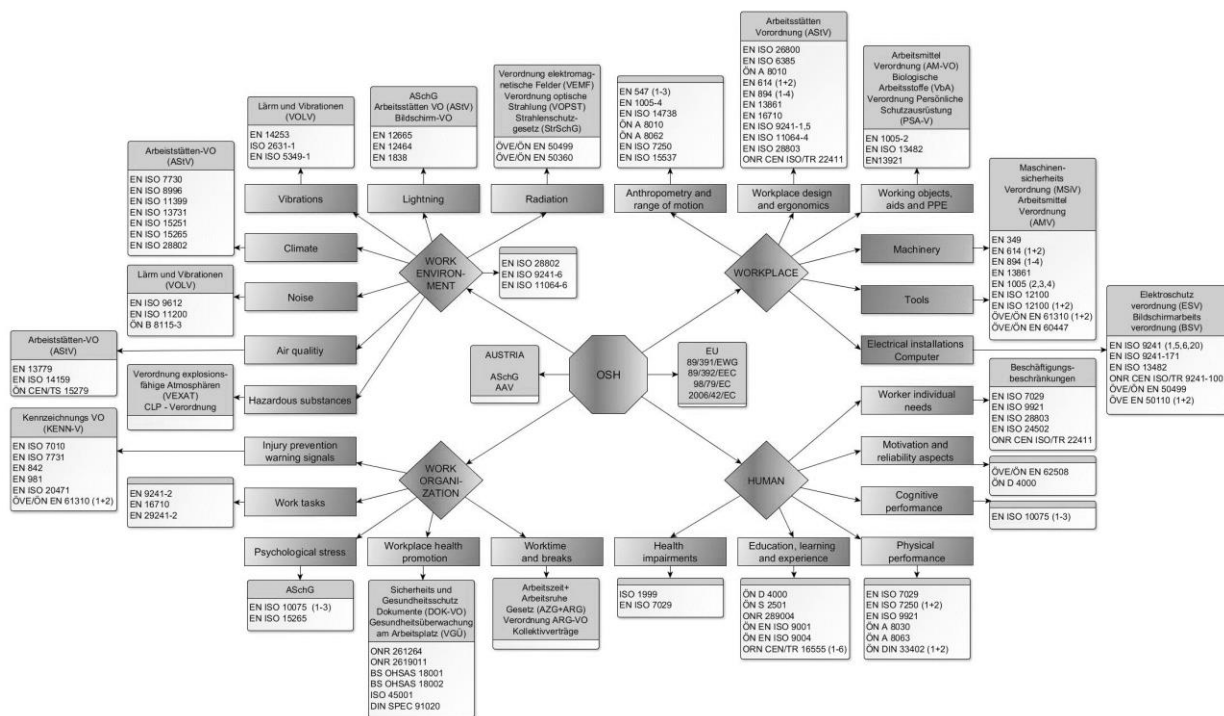 Arbeitsstätten
Vorordnung (AStV)
EN ISO 26800
EN ISO 6385
ÖN A 8010
EN 614 (1+2)
EN 894 (1-4)
EN 13861
EN 16710
EN ISO 9241-1,5
EN ISO 11064-4
EN ISO 28803
ONR CEN ISO/TR 22411
Arbeitsmittel
Verordnung (AM-VO)
Biologische
Arbeitsstoffe (VbA)
Verordnung Persönliche
Schutzausrüstung
(PSA-V)
EN 1005-2
EN ISO 13482
EN13921
Verordnung elektromag-
netische Felder (VEMF)
Verordnung optische
Strahlung (VOPST)
Strahlenschutz-
gesetz (StrSchG)
ÖVE/ÖN EN 50499
ÖVE/ÖN EN 50360
EN 547 (1-3)
EN 1005-4
EN ISO 14738
ÖN A 8010
ÖN A 8062
EN ISO 7250
EN ISO 15537
ASchG
Arbeitsstätten VO (AStV)
Bildschirm-VO
EN 12665
EN 12464
EN 1838
Lärm und Vibrationen
(VOLV)
EN 14253
ISO 2631-1
EN ISO 5349-1
Arbeiststätten-VO
(AStV)
EN ISO 7730
EN ISO 8996
EN ISO 11399
EN ISO 13731
EN ISO 15251
EN ISO 15265
EN ISO 28802
Maschinen-
sicherheits
Verordnung (MSiV)
Arbeitsmittel
Verordnung
(AMV)
EN 349
EN 614 (1+2)
EN 894 (1-4)
EN 13861
EN 1005 (2,3,4)
EN ISO 12100
EN ISO 12100 (1+2)
ÖVE/ÖN EN 61310 (1+2)
ÖVE/ÖN EN 60447
Vibrations
Lightning
Radiation
Anthropometry and
range of motion
Workplace design
and ergonomics
Working objects,
aids and PPE
Climate
Machinery
WORK
ENVIRON-
MENT
EN ISO 28802
EN ISO 9241-6
EN ISO 11064-6
WORKPLACE
Lärm und Vibrationen
(VOLV)
EN ISO 9612
EN ISO 11200
ÖN B 8115-3
Noise
Tools
Elektroschutz
verordnung (ESV)
Bildschirmarbeits
verordnung (BSV)
EN ISO 9241 (1,5,6,20)
EN ISO 9241-171
EN ISO 13482
ONR CEN ISO/TR 9241-100
ÖVE/ÖN EN 50499
ÖVE EN 50110 (1+2)
Arbeitstätten-VO
(AStV)
EN 13779
EN ISO 14159
ÖN CEN/TS 15279
Air qualitiy
Electrical installations
Computer
AUSTRIA
ASchG
AAV
OSH
EU
89/391/EWG
89/392/EEC
98/79/EC
2006/42/EC
Verordnung explosions-
fähige Atmosphären
(VEXAT)
CLP - Verordnung
Hazardous substances
Worker individual
needs
Beschäftigungs-
beschränkungen
EN ISO 7029
EN ISO 9921
EN ISO 28803
EN ISO 24502
ONR CEN ISO/TR 22411
Kennzeichnungs VO
(KENN-V)
EN ISO 7010
EN ISO 7731
EN 842
EN 981
EN ISO 20471
ÖVE/ÖN EN 61310 (1+2)
Injury prevention
warning signals
WORK
ORGANI-
ZATION
HUMAN
Motivation and
reliability aspects
ÖVE/ÖN EN 62508
ÖN D 4000
EN 9241-2
EN 16710
EN 29241-2
Work tasks
Cognitive
performance
EN ISO 10075 (1-3)
Psychological stress
Workplace health
promotion
Worktime
and breaks
Health
impairments
Education, learning
and experience
Physical
performance
ASchG
EN ISO 10075 (1-3)
EN ISO 15265
Sicherheits und
Gesundheitsschutz
Dokumente (DOK-VO)
Gesundheitsüberwachung
am Arbeitsplatz (VGÜ)
ONR 261264
ONR 2619011
BS OHSAS 18001
BS OHSAS 18002
ISO 45001
DIN SPEC 91020
Arbeitszeit+
Arbeitsruhe
Gesetz (AZG+ARG)
Verordnung ARG-VO
Kollektivverträge
ISO 1999
EN ISO 7029
ÖN D 4000
ÖN S 2501
ONR 289004
ÖN EN ISO 9001
ÖN EN ISO 9004
ORN CEN/TR 16555 (1-6)
EN ISO 7029
EN ISO 7250 (1+2)
EN ISO 9921
ÖN A 8030
ÖN A 8063
ÖN DIN 33402 (1+2)